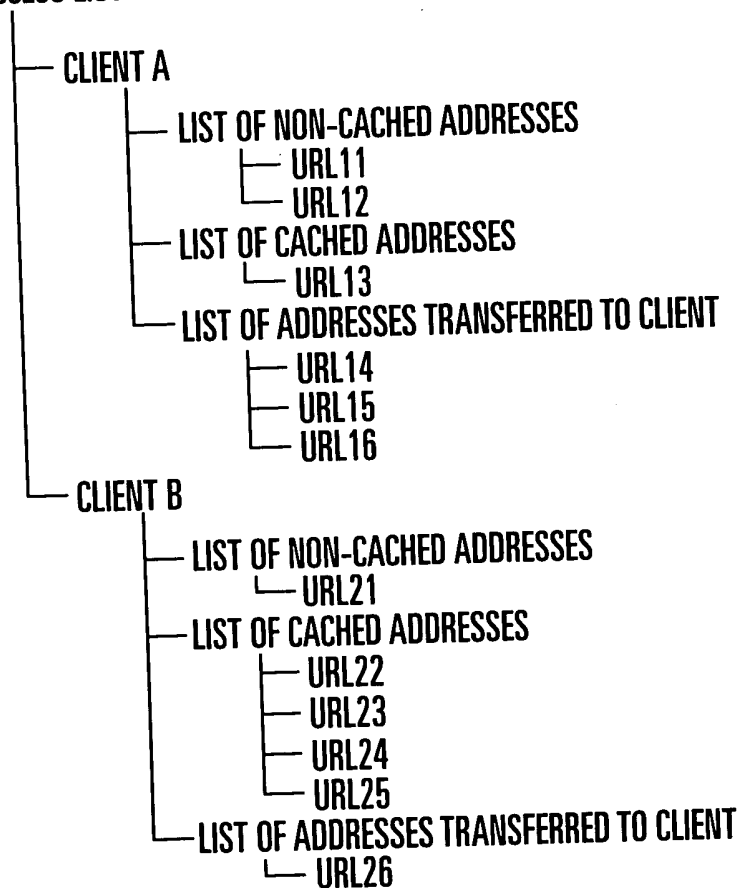 CLIENT A
LIST OF NON-CACHED ADDRESSES
URL11
URL12
LIST OF CACHED ADDRESSES
URL13
LIST OF ADDRESSES TRANSFERRED TO CLIENT
URL14
URL15
URL16
CLIENT B
LIST OF NON-CACHED ADDRESSES
URL21
LIST OF CACHED ADDRESSES
URL22
URL23
URL24
URL25
LIST OF ADDRESSES TRANSFERRED TO CLIENT
URL26